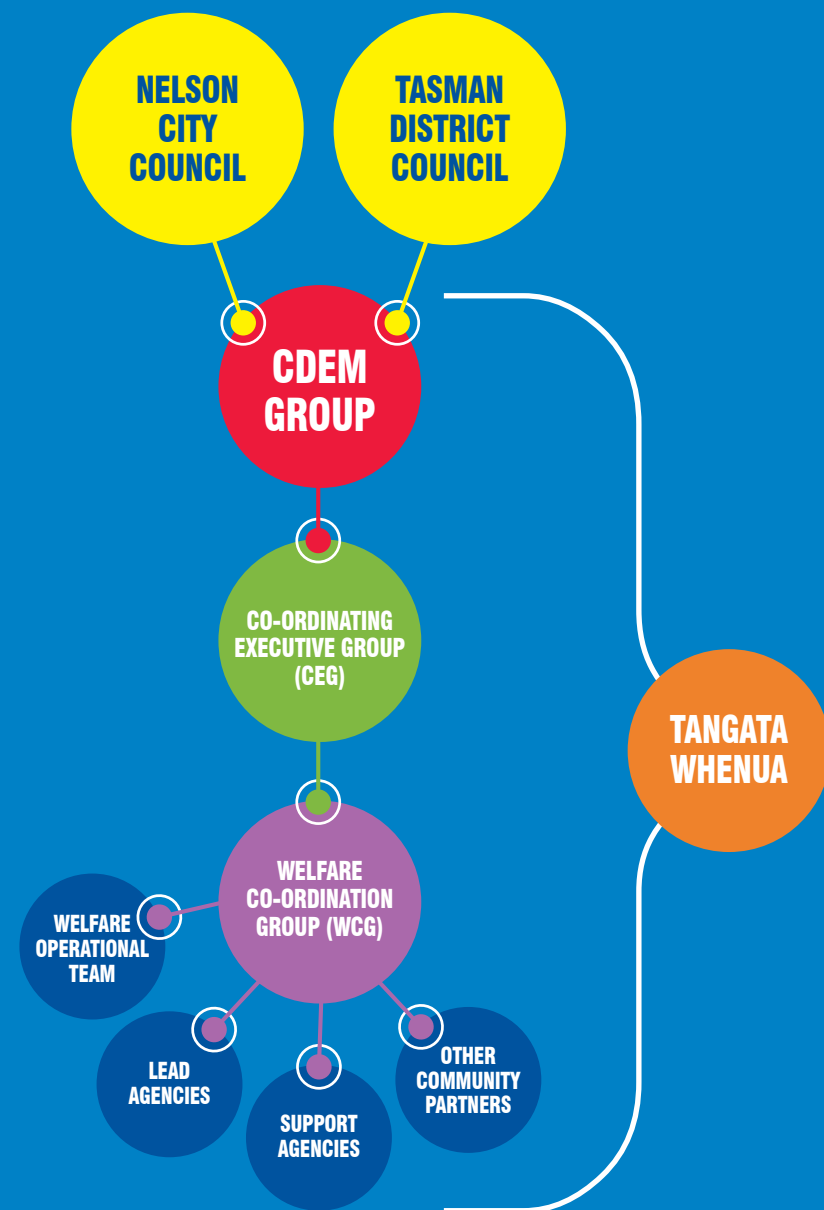 NELSON
CITY
COUNCIL
TASMAN
DISTRICT
COUNCIL
CDEM
GROUP
CO-ORDINATING
EXECUTIVE GROUP
(CEG)
TANGATA
WHENUA
WELFARE
CO-ORDINATION
GROUP (WCG)
WELFARE
OPERATIONAL
TEAM
LEAD
AGENCIES
SUPPORT
AGENCIES
OTHER
COMMUNITY
PARTNERS